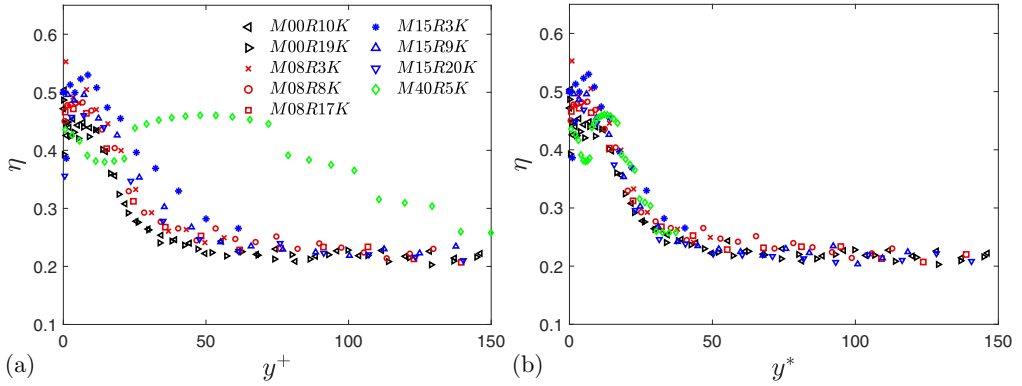 0.6
0.5
0.4
0.3
0.2
0.1
η
0 50 100 150
y⁺
(a)
M00R10K
M00R19K
M08R3K
M08R8K
M08R17K
M15R3K
M15R9K
M15R20K
M40R5K
0.6
0.5
0.4
0.3
0.2
0.1
η
0 50 100 150
y*
(b)